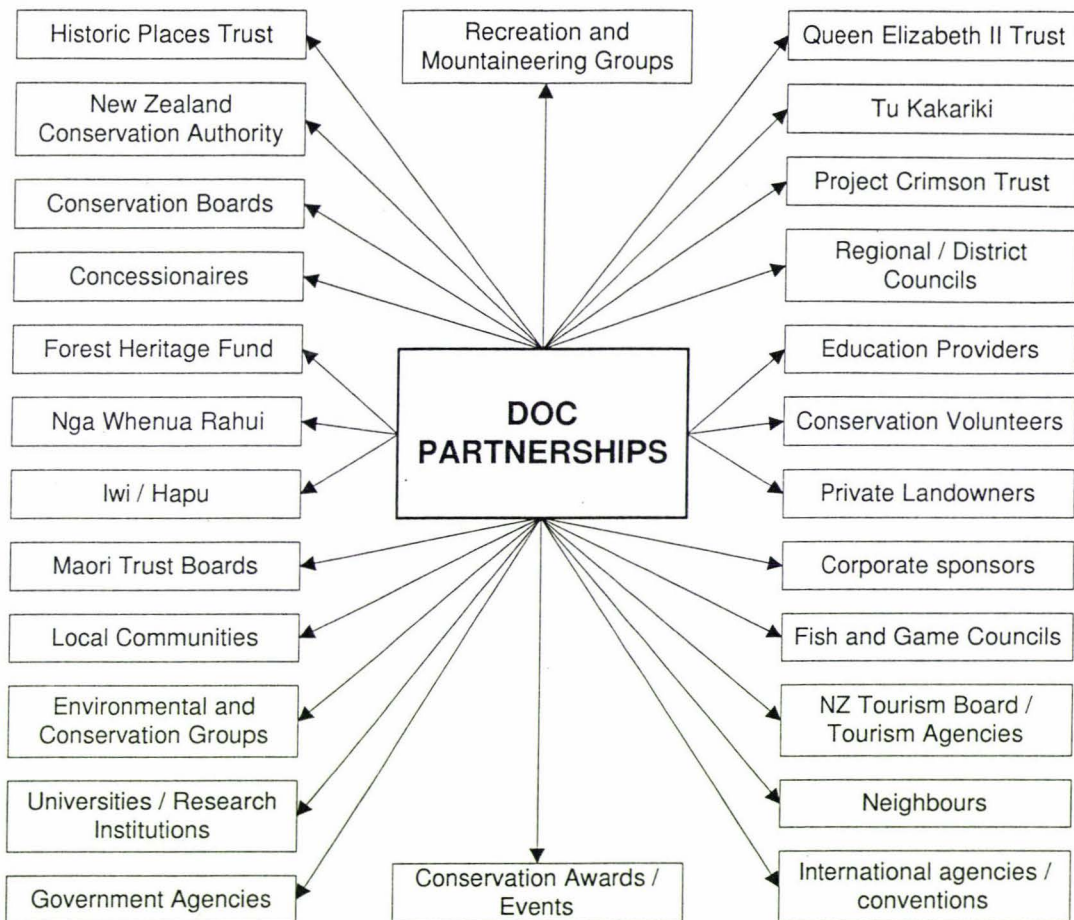 Historic Places Trust
New Zealand
Conservation Authority
Conservation Boards
Concessionaires
Forest Heritage Fund
Nga Whenua Rahui
Iwi / Hapu
Maori Trust Boards
Local Communities
Environmental and
Conservation Groups
Universities / Research
Institutions
Government Agencies
Recreation and
Mountaineering Groups
DOC
PARTNERSHIPS
Conservation Awards /
Events
Queen Elizabeth II Trust
Tu Kakariki
Project Crimson Trust
Regional / District
Councils
Education Providers
Conservation Volunteers
Private Landowners
Corporate sponsors
Fish and Game Councils
NZ Tourism Board /
Tourism Agencies
Neighbours
International agencies /
conventions